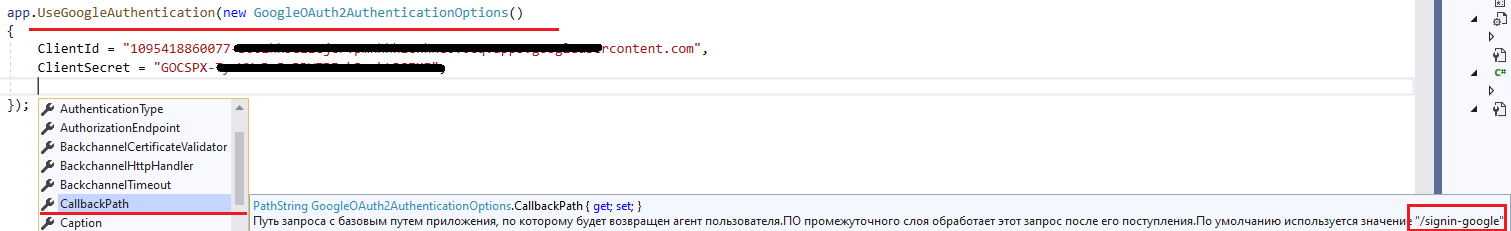 app.UseGoogleAuthentication(new GoogleOAuth2AuthenticationOptions()
{
ClientId = "1095418860077- rcontent.com",
ClientSecret = "GOCSPX-
});
AuthenticationType
AuthorizationEndpoint
BackchannelCertificateValidator
BackchannelHttpHandler
BackchannelTimeout
CallbackPath
Caption
PathString GoogleOAuth2AuthenticationOptions.CallbackPath { get; set; }
Путь запроса с базовым путем приложения, по которому будет возвращен агент пользователя.ПО промежуточного слоя обработает этот запрос после его поступления.По умолчанию используется значение "/signin-google"
C#